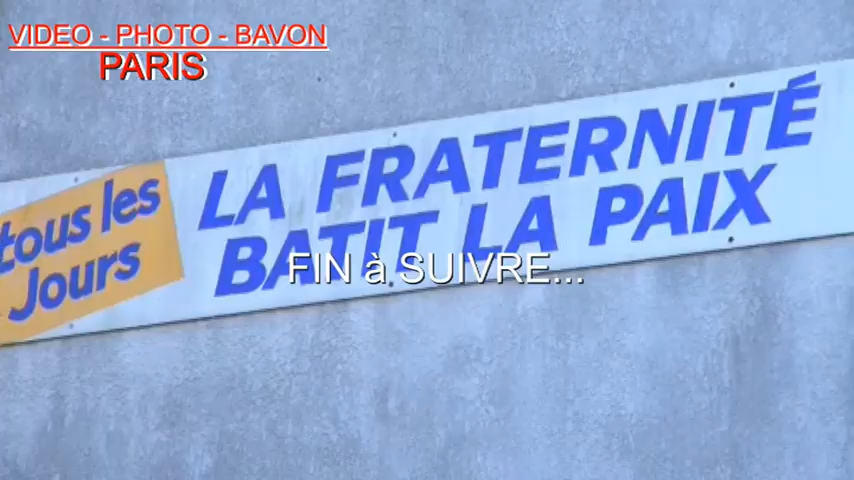 VIDEO - PHOTO - BAVON
PARIS
tous les
Jours
LA FRATERNITÉ
BATIT LA PAIX
FIN à SUIVRE...